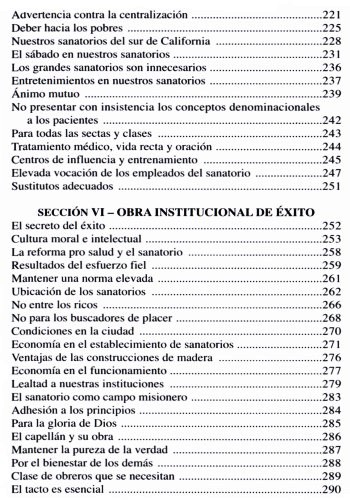 Advertencia contra la centralización ....................................221
Deber hacia los pobres ..........................................................225
Nuestros sanatorios del sur de California ..............................228
El sábado en nuestros sanatorios ...........................................231
Los grandes sanatorios son innecesarios ................................236
Entretenimientos en nuestros sanatorios ................................237
Ánimo mutuo .........................................................................239
No presentar con insistencia los conceptos denominacionales
a los pacientes .................................................................242
Para todas las sectas y clases .................................................243
Tratamiento médico, vida recta y oración .............................244
Centros de influencia y entrenamiento ..................................245
Elevada vocación de los empleados del sanatorio .................247
Sustitutos adecuados ..............................................................251
SECCIÓN VI – OBRA INSTITUCIONAL DE ÉXITO
El secreto del éxito .................................................................252
Cultura moral e intelectual .....................................................253
La reforma pro salud y el sanatorio .......................................258
Resultados del esfuerzo fiel ...................................................259
Mantener una norma elevada .................................................261
Ubicación de los sanatorios ...................................................262
No entre los ricos ...................................................................266
No para los buscadores de placer ...........................................268
Condiciones en la ciudad .......................................................270
Economía en el establecimiento de sanatorios .......................271
Ventajas de las construcciones de madera .............................276
Economía en el funcionamiento .............................................277
Lealtad a nuestras instituciones .............................................279
El sanatorio como campo misionero ......................................283
Adhesión a los principios .......................................................284
Para la gloria de Dios .............................................................285
El capellán y su obra ..............................................................286
Mantener la pureza de la verdad ............................................287
Por el bienestar de los demás .................................................288
Clase de obreros que se necesitan ..........................................289
El tacto es esencial .................................................................290